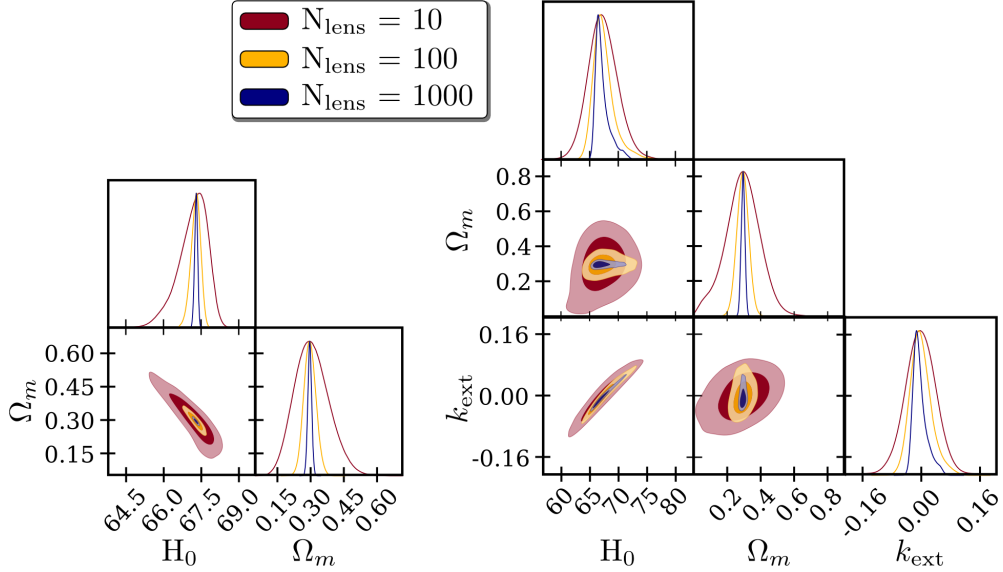 N_lens = 10
N_lens = 100
N_lens = 1000
Ω_m
0.60
0.45
0.30
0.15
64.5 66.0 67.5 69.0
0.15 0.30 0.45 0.60
H_0
Ω_m
Ω_m
0.8
0.6
0.4
0.2
k_ext
0.16
0.00
-0.16
60 65 70 75 80
0.2 0.4 0.6 0.8
-0.16 0.00 0.16
H_0
Ω_m
k_ext